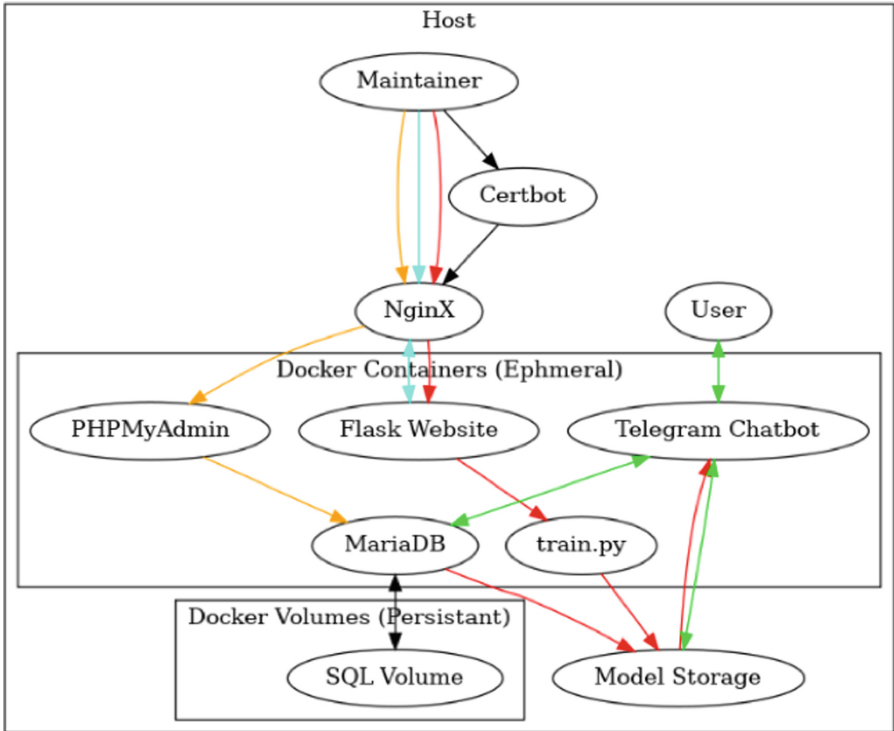 Host
Maintainer
Certbot
NginX
User
Docker Containers (Ephmeral)
PHPMyAdmin
Flask Website
Telegram Chatbot
MariaDB
train.py
Docker Volumes (Persistant)
SQL Volume
Model Storage